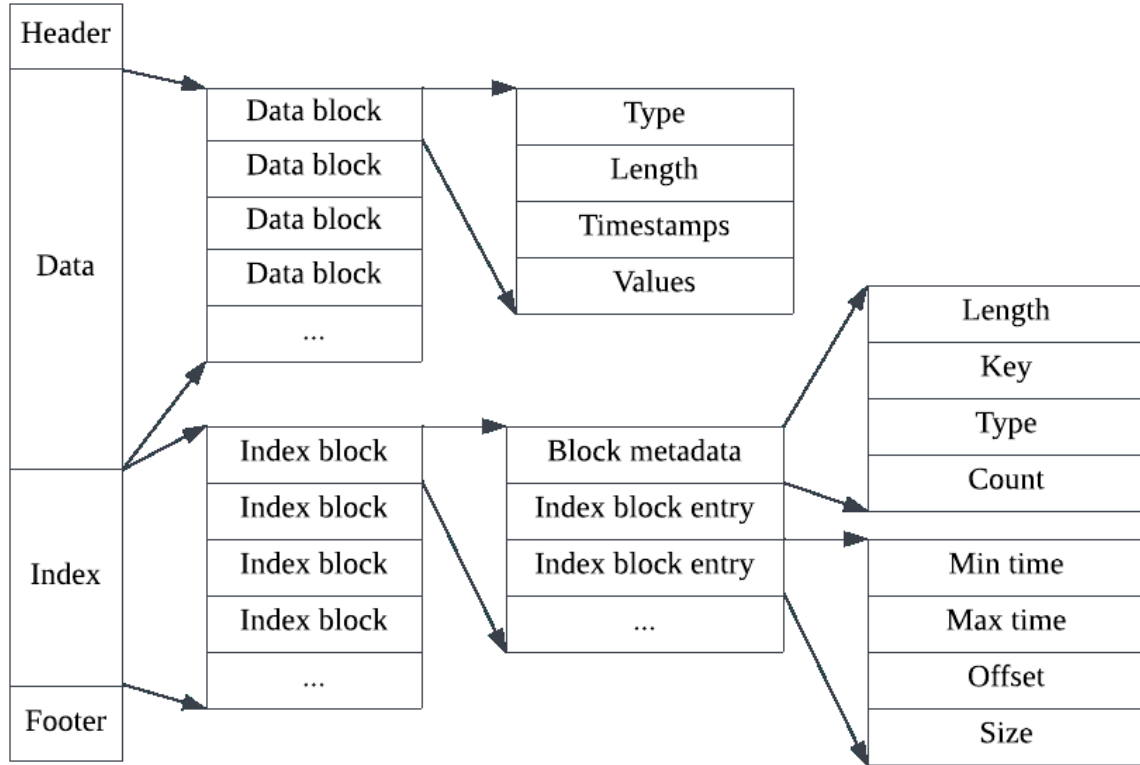 Header
Data
Index
Footer
Data block
Data block
Data block
Data block
...
Type
Length
Timestamps
Values
Index block
Index block
Index block
Index block
...
Block metadata
Index block entry
Index block entry
...
Length
Key
Type
Count
Min time
Max time
Offset
Size